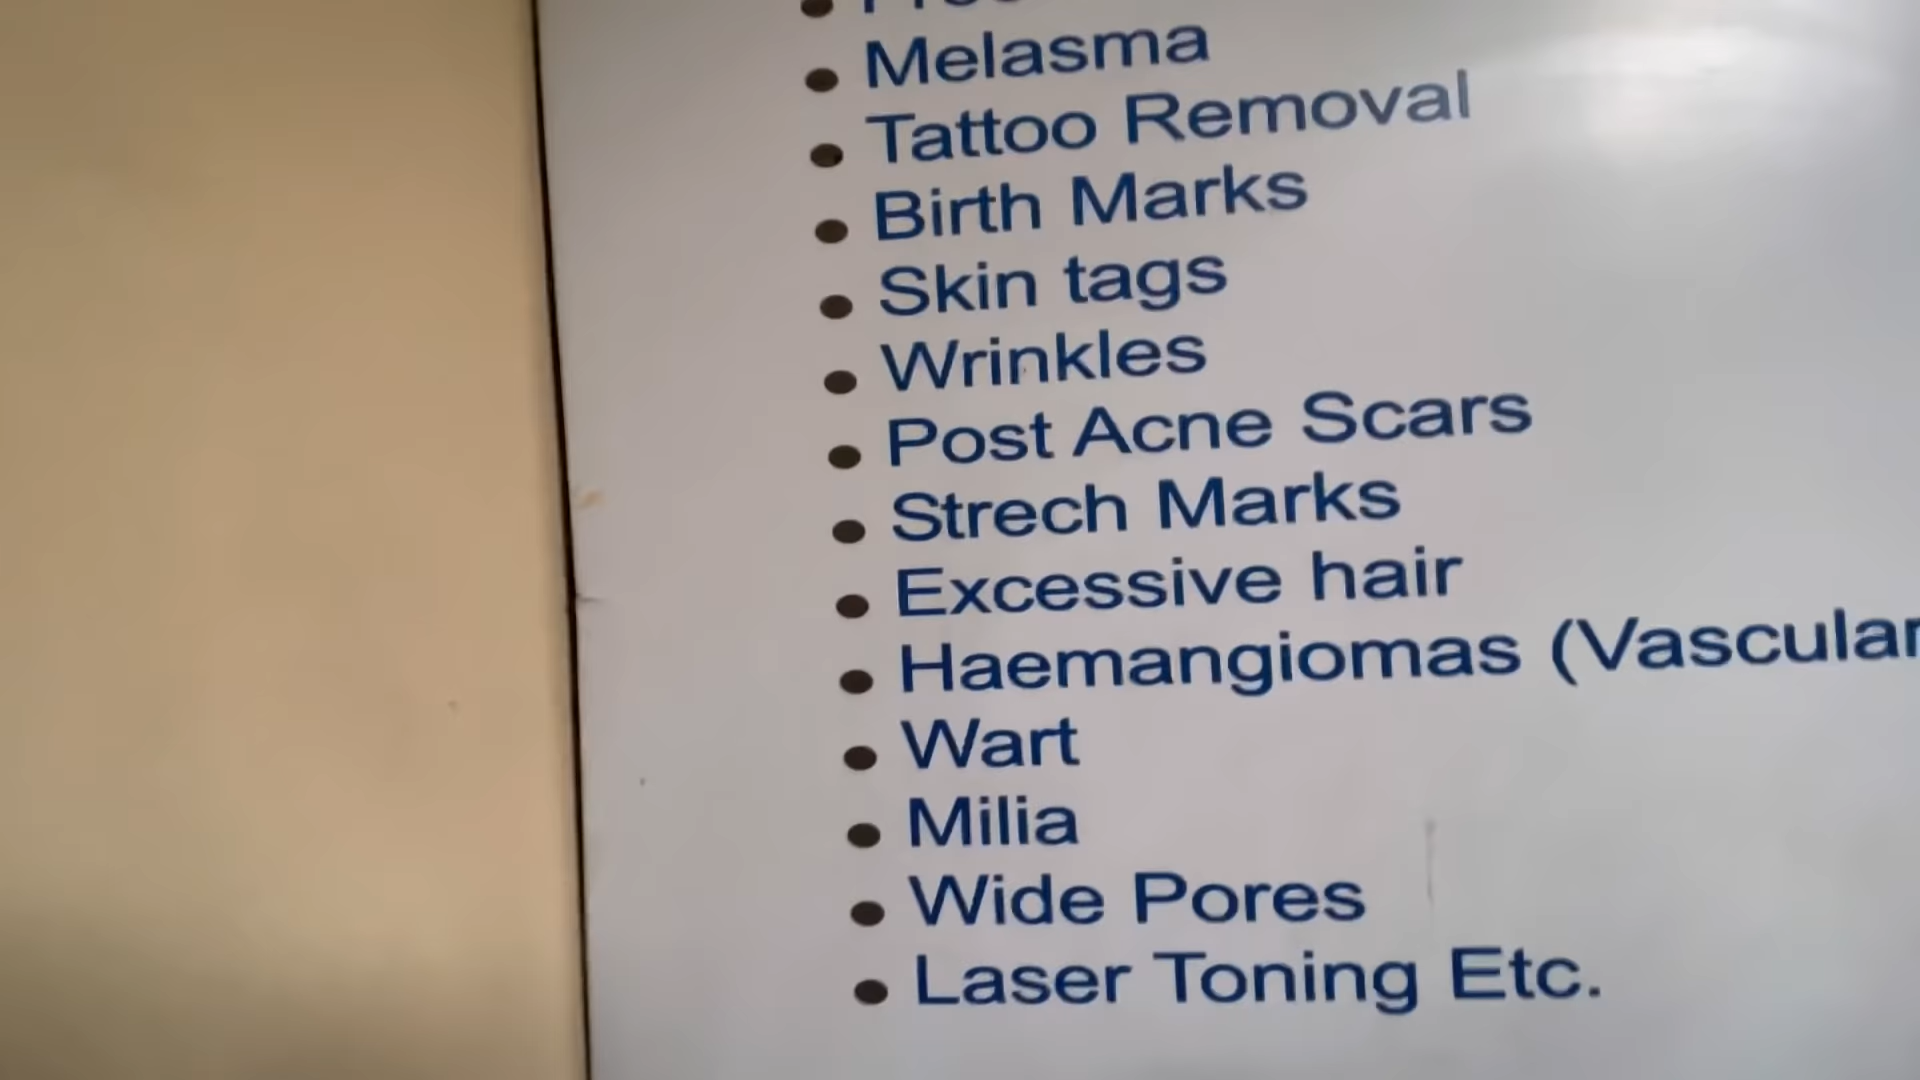 Melasma
Tattoo Removal
Birth Marks
Skin tags
Wrinkles
Post Acne Scars
Strech Marks
Excessive hair
Haemangiomas (Vascular
Wart
Milia
Wide Pores
Laser Toning Etc.